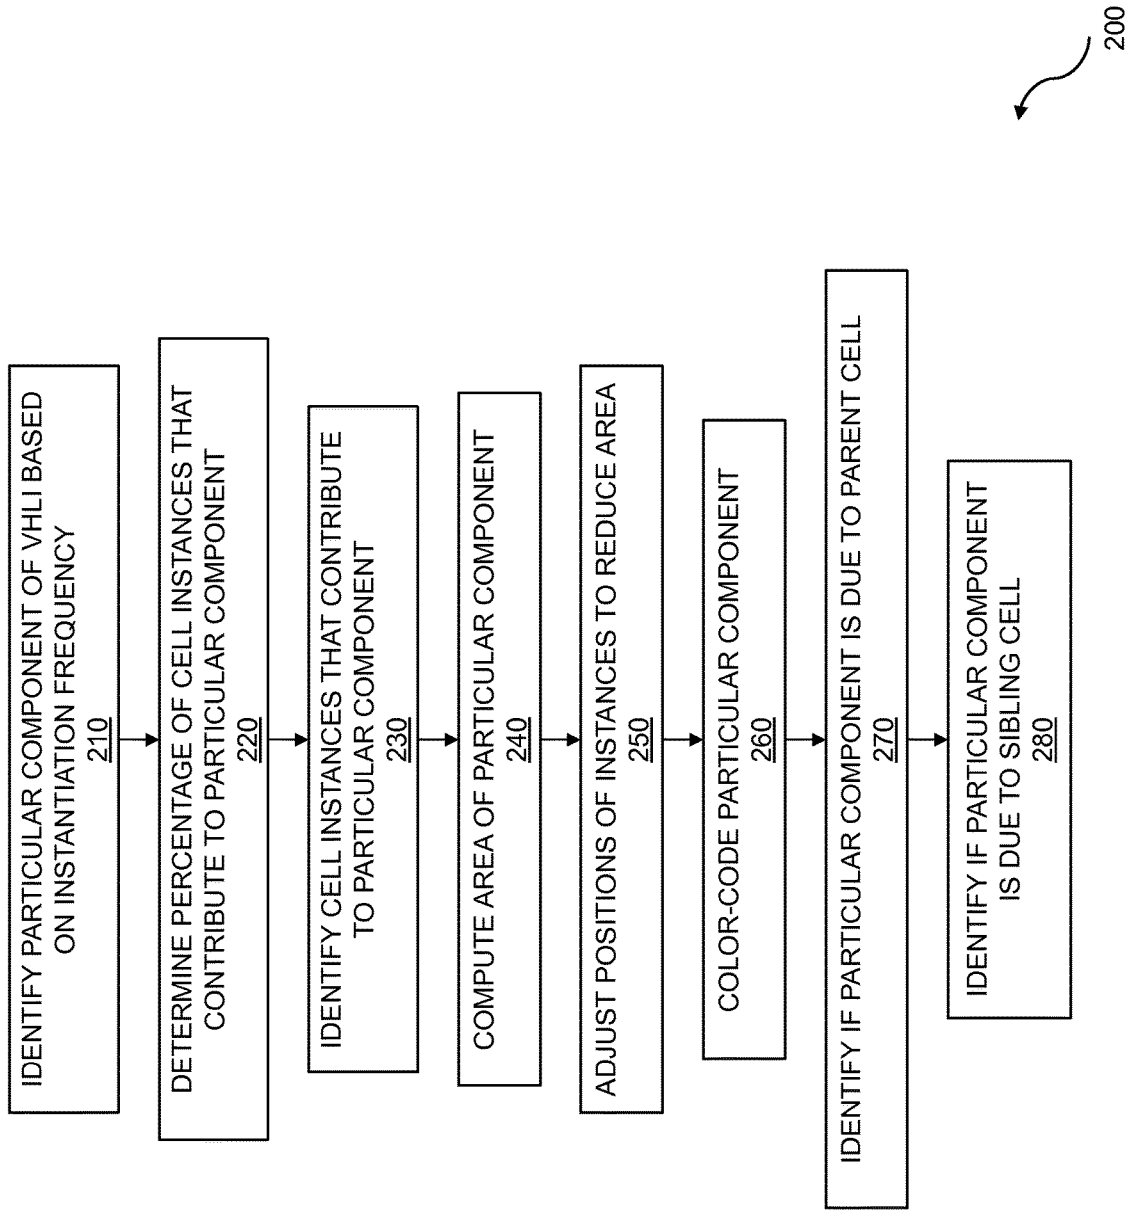 IDENTIFY PARTICULAR COMPONENT OF VHLI BASED
ON INSTANTIATION FREQUENCY
210
DETERMINE PERCENTAGE OF CELL INSTANCES THAT
CONTRIBUTE TO PARTICULAR COMPONENT
220
IDENTIFY CELL INSTANCES THAT CONTRIBUTE
TO PARTICULAR COMPONENT
230
COMPUTE AREA OF PARTICULAR COMPONENT
240
ADJUST POSITIONS OF INSTANCES TO REDUCE AREA
250
COLOR-CODE PARTICULAR COMPONENT
260
IDENTIFY IF PARTICULAR COMPONENT IS DUE TO PARENT CELL
270
IDENTIFY IF PARTICULAR COMPONENT
IS DUE TO SIBLING CELL
280
200